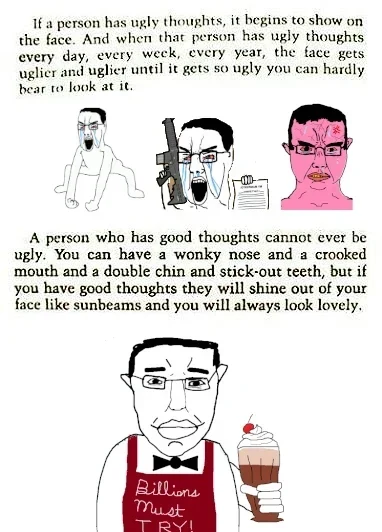 If a person has ugly thoughts, it begins to show on
the face. And when that person has ugly thoughts
every day, every week, every year, the face gets
uglier and uglier until it gets so ugly you can hardly
bear to look at it.
A person who has good thoughts cannot ever be
ugly. You can have a wonky nose and a crooked
mouth and a double chin and stick-out teeth, but if
you have good thoughts they will shine out of your
face like sunbeams and you will always look lovely.
Billions
Must
TRY!